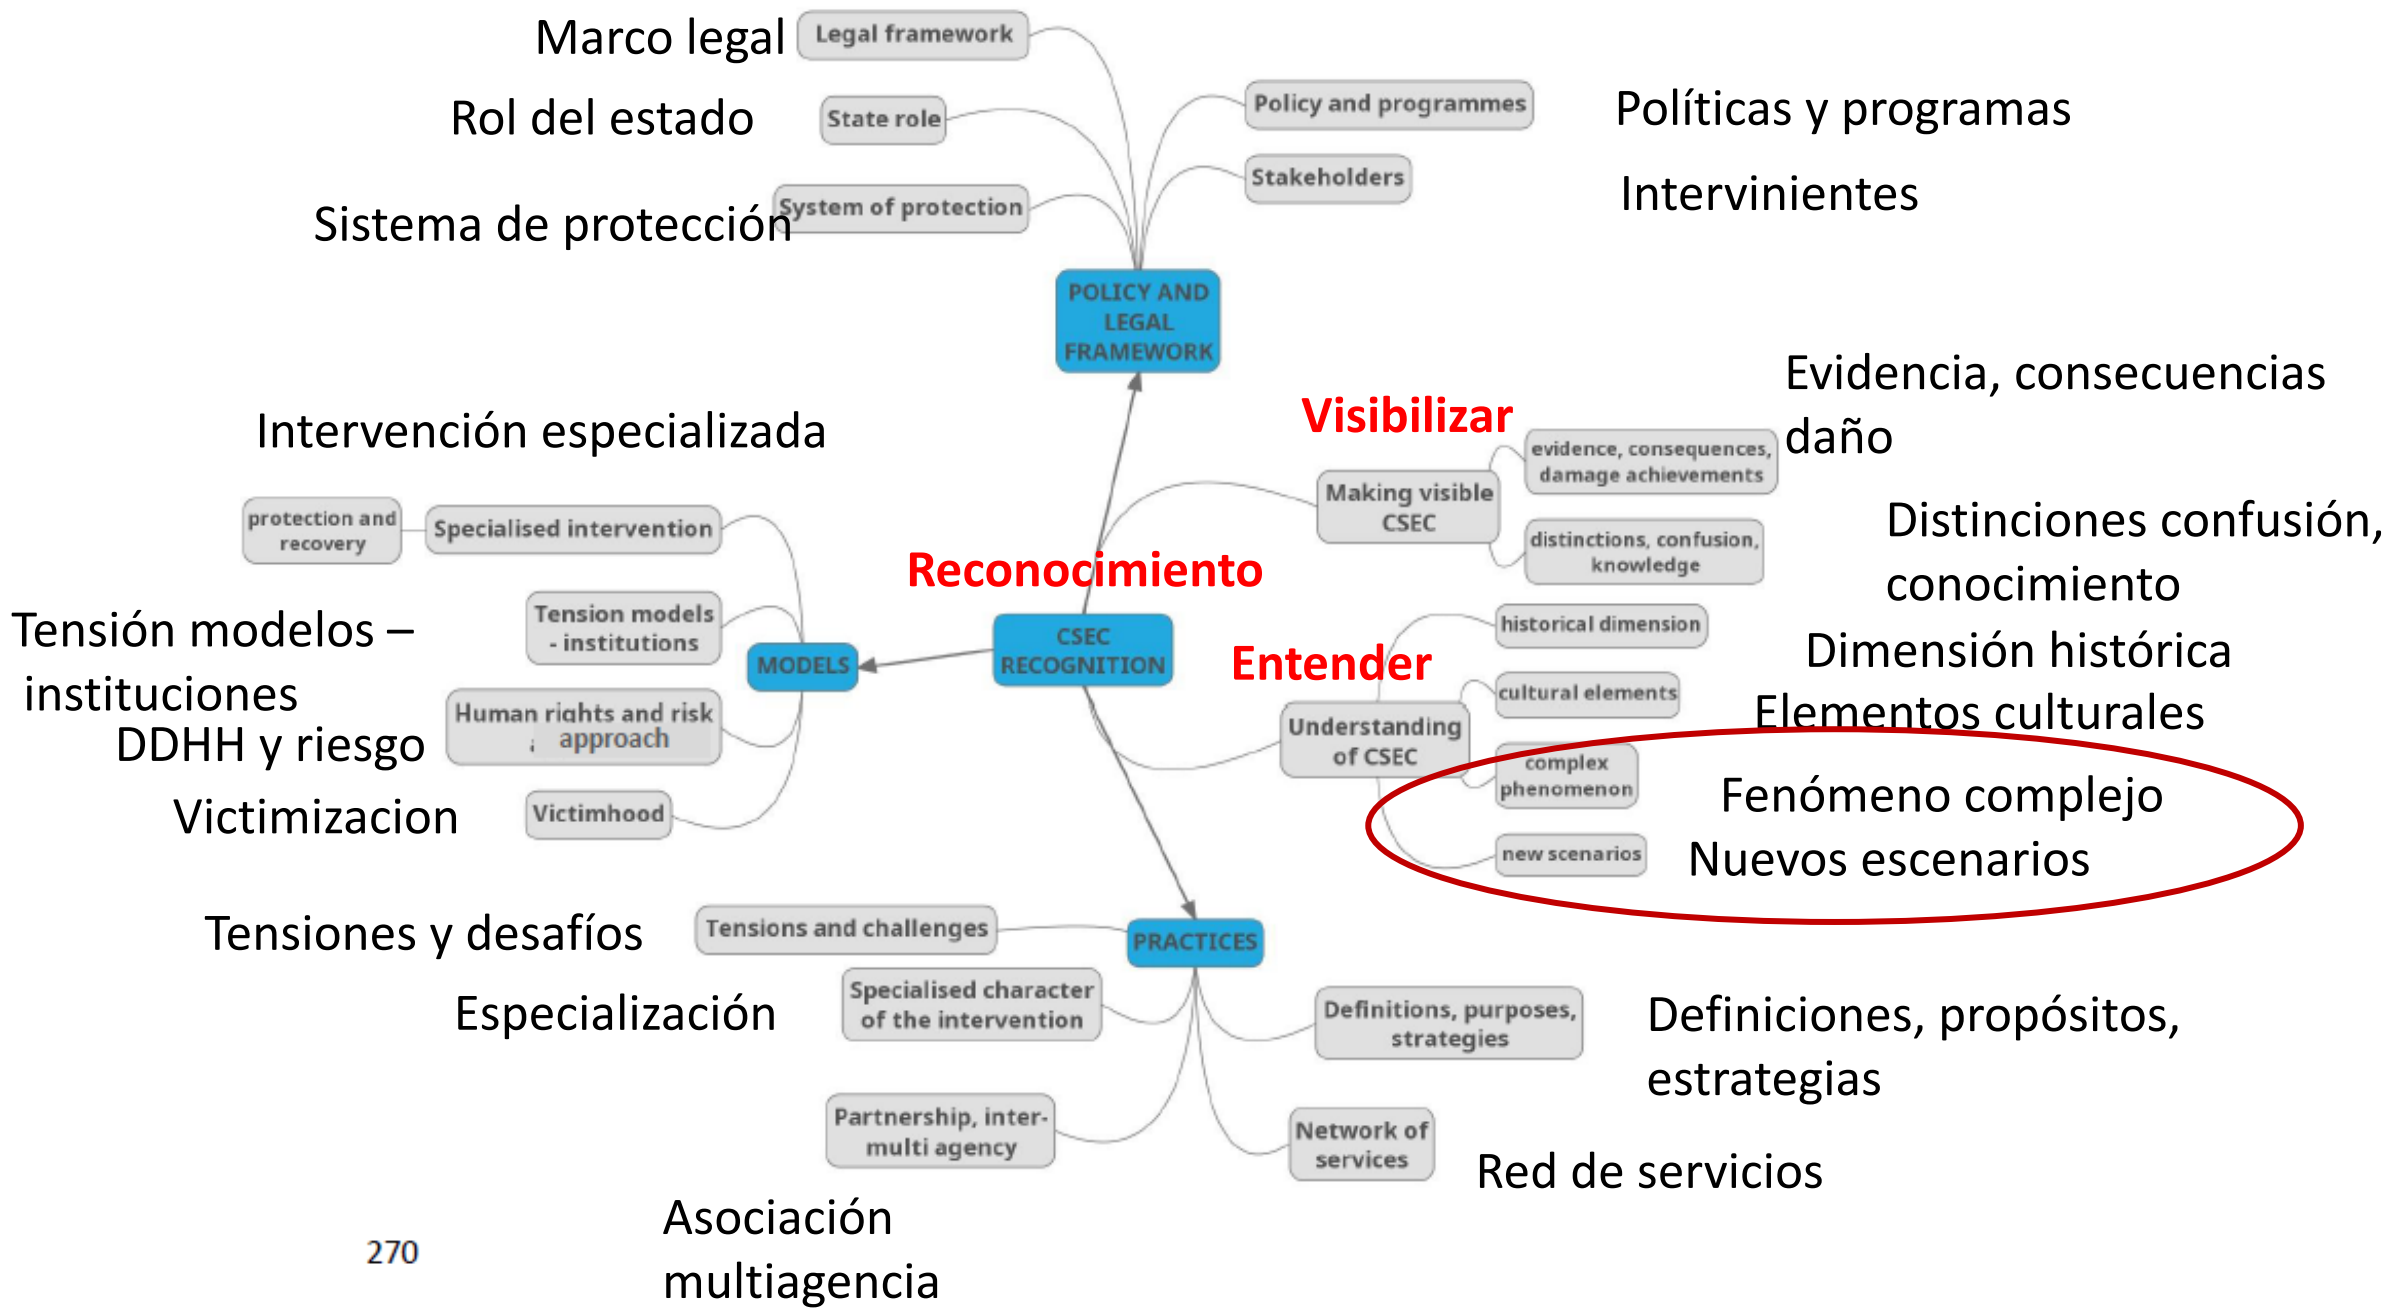 Marco legal
Legal framework
Rol del estado
State role
Policy and programmes
Políticas y programas
Stakeholders
Intervinientes
Sistema de protección
System of protection
POLICY AND
LEGAL
FRAMEWORK
Evidencia, consecuencias
daño
Visibilizar
Intervención especializada
evidence, consequences,
damage achievements
Making visible
CSEC
protection and
recovery
Specialised intervention
Distinciones confusión,
conocimiento
distinctions, confusion,
knowledge
Reconocimiento
Tension models
- institutions
Tensión modelos –
instituciones
CSEC
RECOGNITION
MODELS
historical dimension
Dimensión histórica
Entender
cultural elements
Elementos culturales
Human rights and risk
approach
DDHH y riesgo
Understanding
of CSEC
complex
phenomenon
Fenómeno complejo
Victimizacion
Victimhood
new scenarios
Nuevos escenarios
Tensiones y desafíos
Tensions and challenges
PRACTICES
Especialización
Specialised character
of the intervention
Definitions, purposes,
strategies
Definiciones, propósitos,
estrategias
Partnership, inter-
multi agency
Network of
services
Red de servicios
Asociación
multiagencia
270